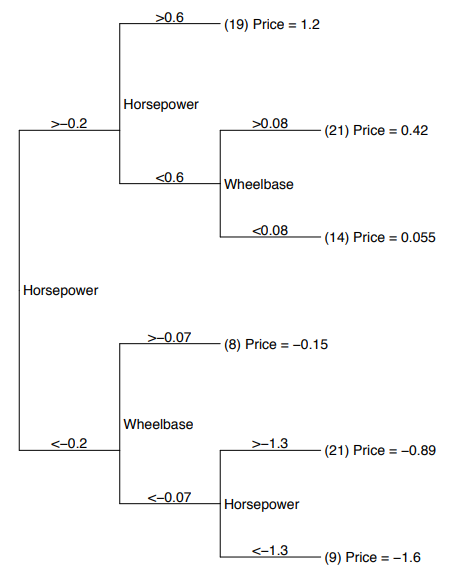 >0.6
(19) Price = 1.2
Horsepower
>−0.2
>0.08
(21) Price = 0.42
<0.6
Wheelbase
<0.08
(14) Price = 0.055
Horsepower
>−0.07
(8) Price = −0.15
Wheelbase
<−0.2
>−1.3
(21) Price = −0.89
<−0.07
Horsepower
<−1.3
(9) Price = −1.6